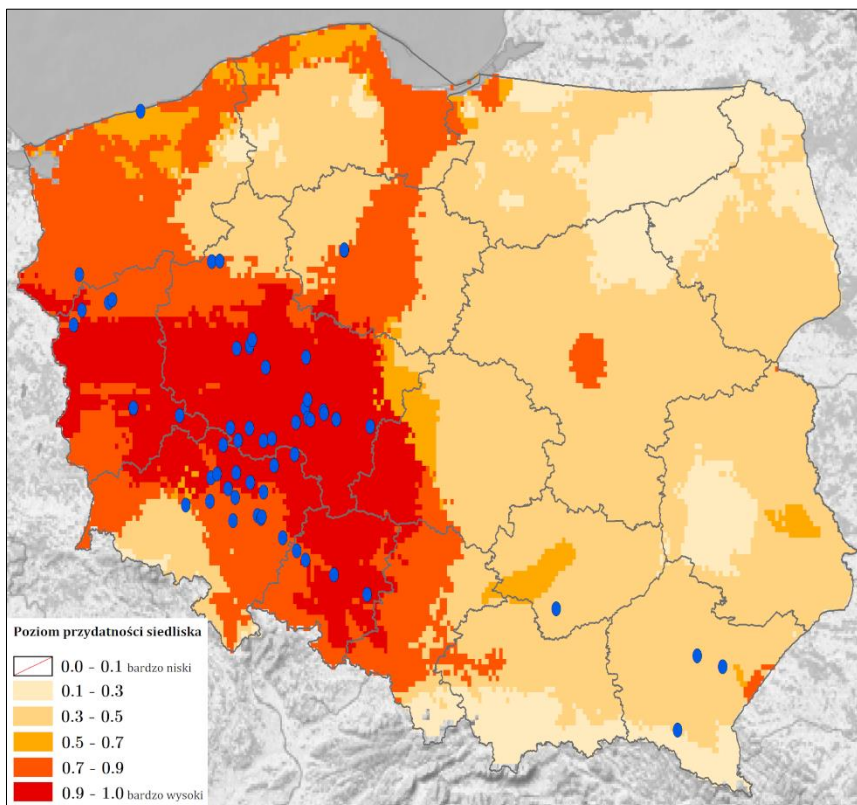 Poziom przydatności siedliska
0.0 - 0.1 bardzo niski
0.1 - 0.3
0.3 - 0.5
0.5 - 0.7
0.7 - 0.9
0.9 - 1.0 bardzo wysoki